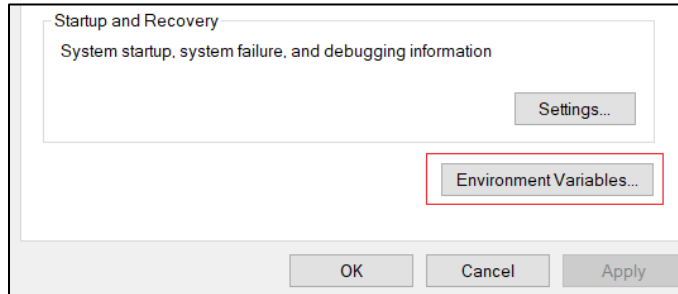 Startup and Recovery
System startup, system failure, and debugging information
Settings...
Environment Variables...
OK
Cancel
Apply